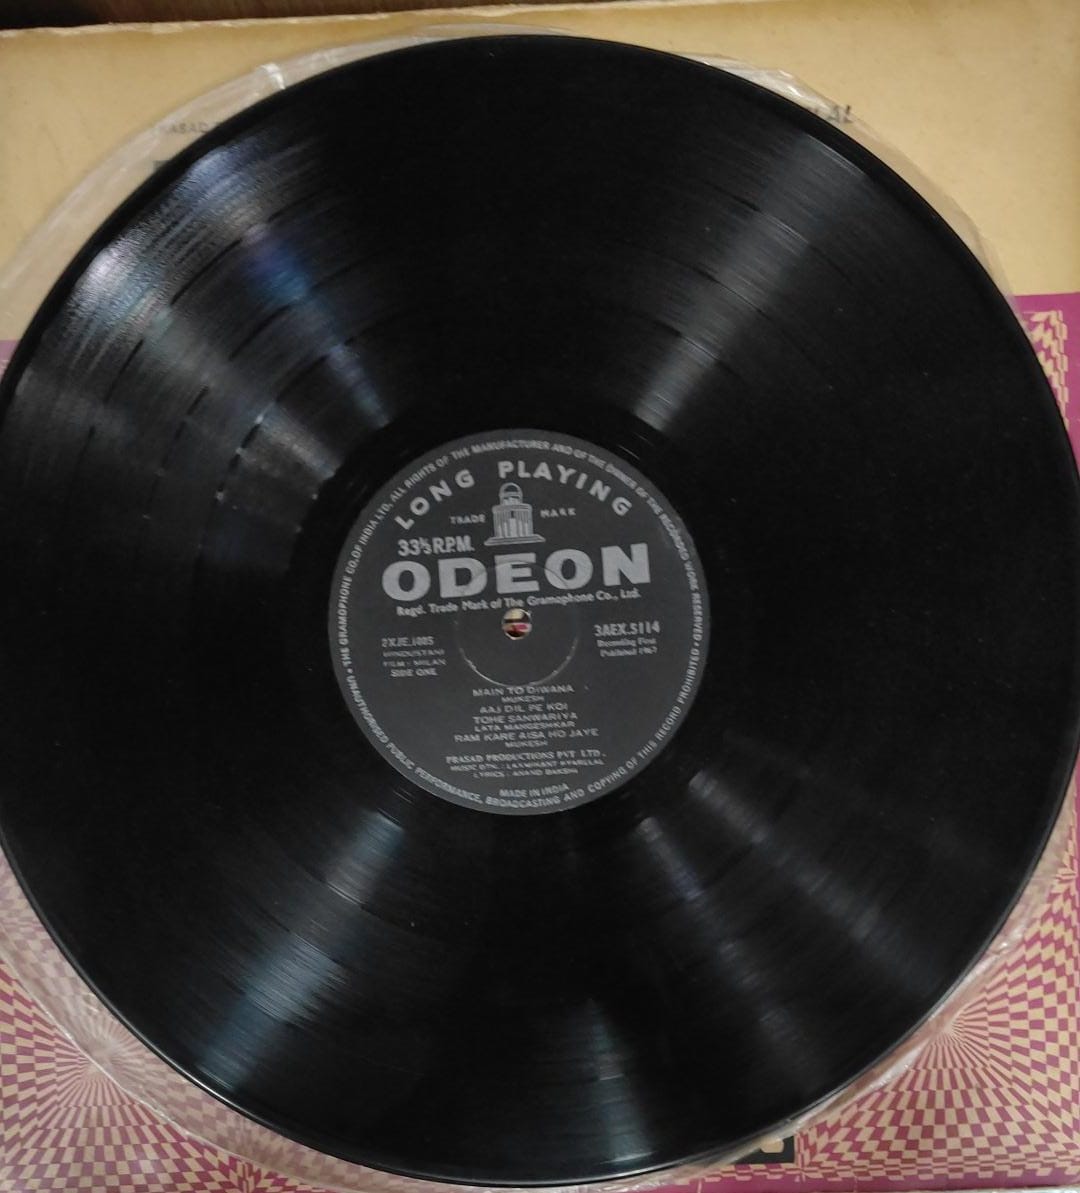 UNAUTHORISED PUBLIC PERFORMANCE, BROADCASTING AND COPYING OF THIS RECORD PROHIBITED • THE GRAMOPHONE CO.OF INDIA LTD. ALL RIGHTS OF THE MANUFACTURER AND OF THE OWNER OF THE RECORDED WORK RESERVED •
LONG PLAYING
TRADE MARK
33⅓ R.P.M.
ODEON
Regd. Trade Mark of The Gramophone Co., Ltd.
2XJE.1005
HINDUSTANI
FILM : MILAN
SIDE ONE
3AEX.5114
Recording First
Published 1967
MAIN TO DIWANA
MUKESH
AAJ DIL PE KOI
TOHE SANWARIYA
LATA MANGESHKAR
RAM KARE AISA HO JAYE
MUKESH
PRASAD PRODUCTIONS PVT LTD.
MUSIC DTN. : LAXMIKANT PYARELAL
LYRICS : ANAND BAKSHI
MADE IN INDIA